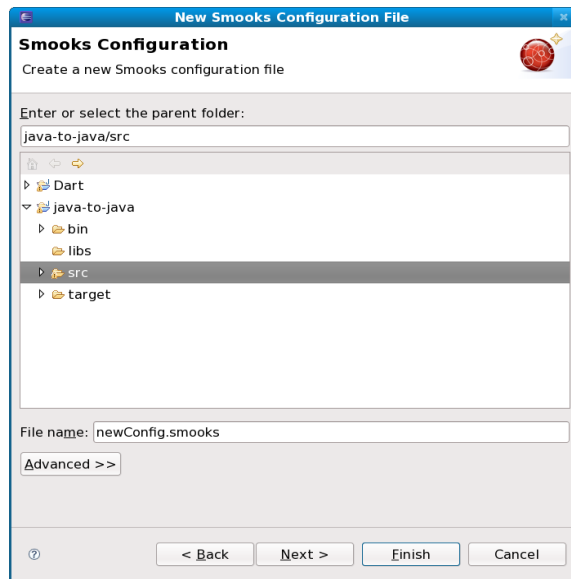 New Smooks Configuration File
Smooks Configuration
Create a new Smooks configuration file
Enter or select the parent folder:
java-to-java/src
Dart
java-to-java
bin
libs
src
target
File name: newConfig.smooks
Advanced >>
< Back Next > Finish Cancel